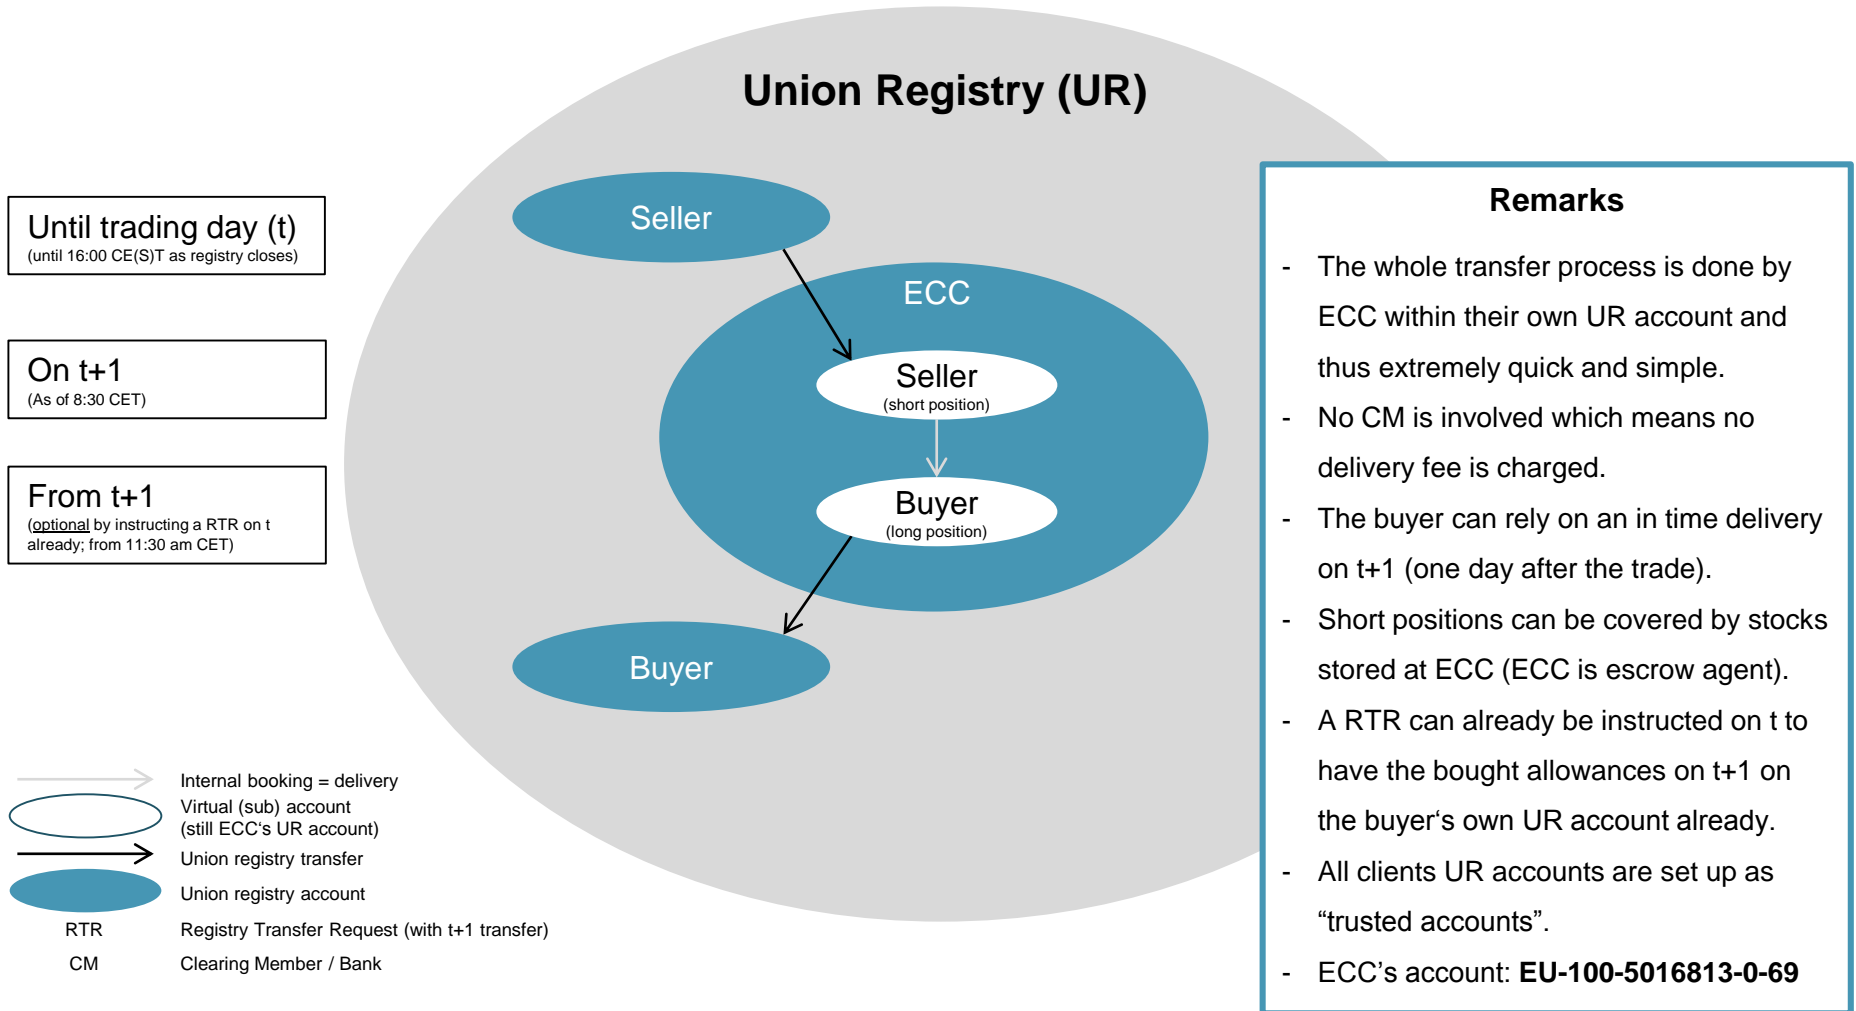 Union Registry (UR)
Until trading day (t)
(until 16:00 CE(S)T as registry closes)
On t+1
(As of 8:30 CET)
From t+1
(optional by instructing a RTR on t
already; from 11:30 am CET)
Seller
ECC
Seller
(short position)
Buyer
(long position)
Buyer
Internal booking = delivery
Virtual (sub) account
(still ECC‘s UR account)
Union registry transfer
Union registry account
RTR Registry Transfer Request (with t+1 transfer)
CM Clearing Member / Bank
Remarks
- The whole transfer process is done by
ECC within their own UR account and
thus extremely quick and simple.
- No CM is involved which means no
delivery fee is charged.
- The buyer can rely on an in time delivery
on t+1 (one day after the trade).
- Short positions can be covered by stocks
stored at ECC (ECC is escrow agent).
- A RTR can already be instructed on t to
have the bought allowances on t+1 on
the buyer‘s own UR account already.
- All clients UR accounts are set up as
“trusted accounts”.
- ECC’s account: EU-100-5016813-0-69